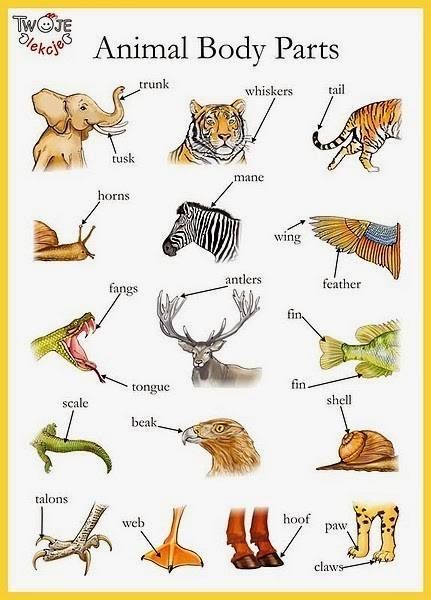 TWOJE
lekcje
Animal Body Parts
trunk
whiskers
tail
tusk
mane
horns
wing
feather
fangs
antlers
fin
tongue
fin
scale
beak
shell
talons
web
hoof
paw
claws